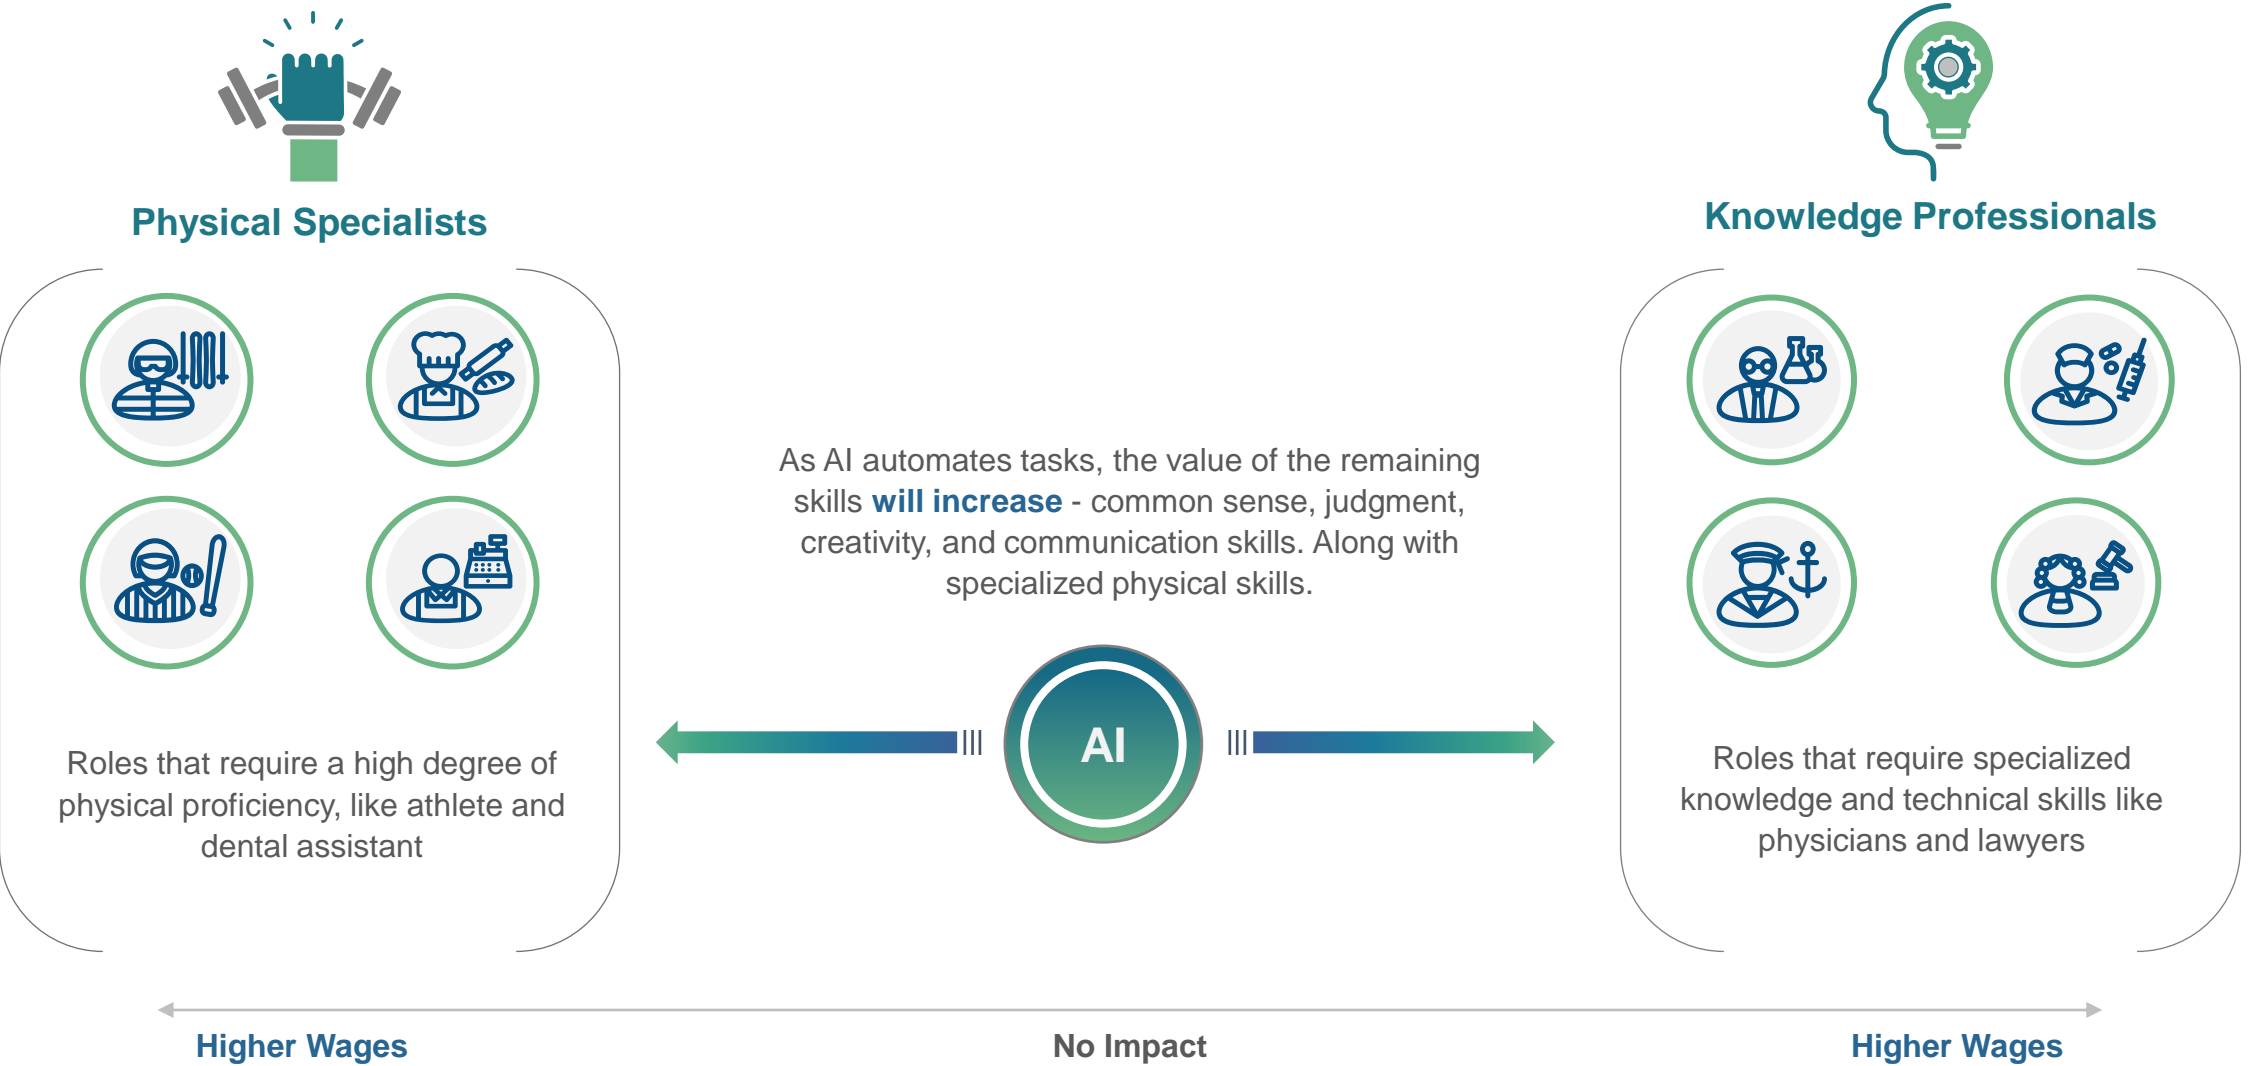 Physical Specialists
Knowledge Professionals
Roles that require a high degree of
physical proficiency, like athlete and
dental assistant
As AI automates tasks, the value of the remaining
skills will increase - common sense, judgment,
creativity, and communication skills. Along with
specialized physical skills.
AI
Roles that require specialized
knowledge and technical skills like
physicians and lawyers
Higher Wages
No Impact
Higher Wages